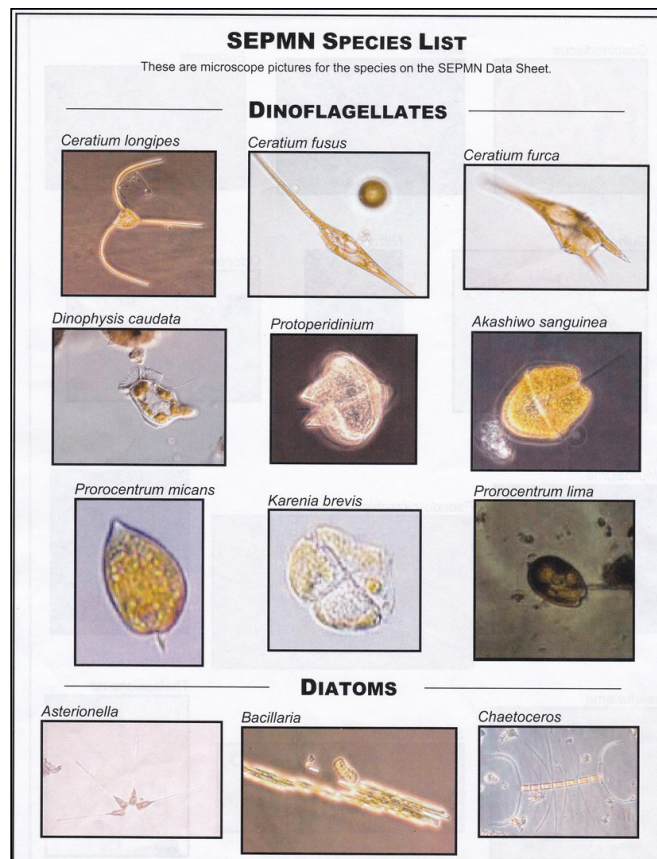 SEPMN SPECIES LIST
These are microscope pictures for the species on the SEPMN Data Sheet.
DINOFLAGELLATES
Ceratium longipes
Ceratium fusus
Ceratium furca
Dinophysis caudata
Protoperidinium
Akashiwo sanguinea
Prorocentrum micans
Karenia brevis
Prorocentrum lima
DIATOMS
Asterionella
Bacillaria
Chaetoceros